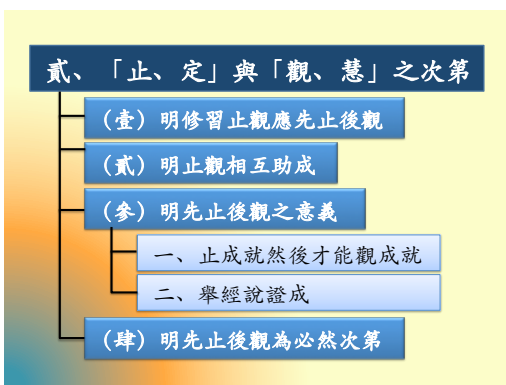 貳、「止、定」與「觀、慧」之次第
（壹）明修習止觀應先止後觀
（貳）明止觀相互助成
（參）明先止後觀之意義
一、止成就然後才能觀成就
二、舉經說證成
（肆）明先止後觀為必然次第